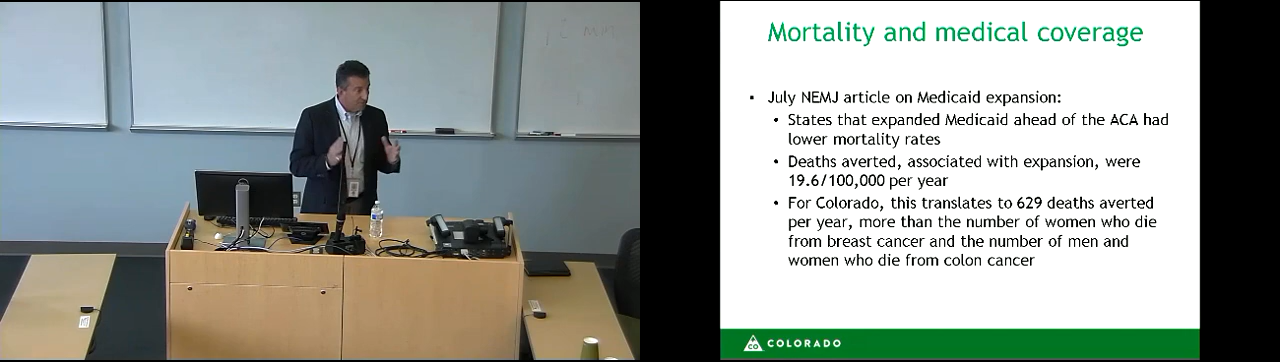 Mortality and medical coverage
▪ July NEMJ article on Medicaid expansion:
• States that expanded Medicaid ahead of the ACA had
lower mortality rates
• Deaths averted, associated with expansion, were
19.6/100,000 per year
• For Colorado, this translates to 629 deaths averted
per year, more than the number of women who die
from breast cancer and the number of men and
women who die from colon cancer
CO COLORADO